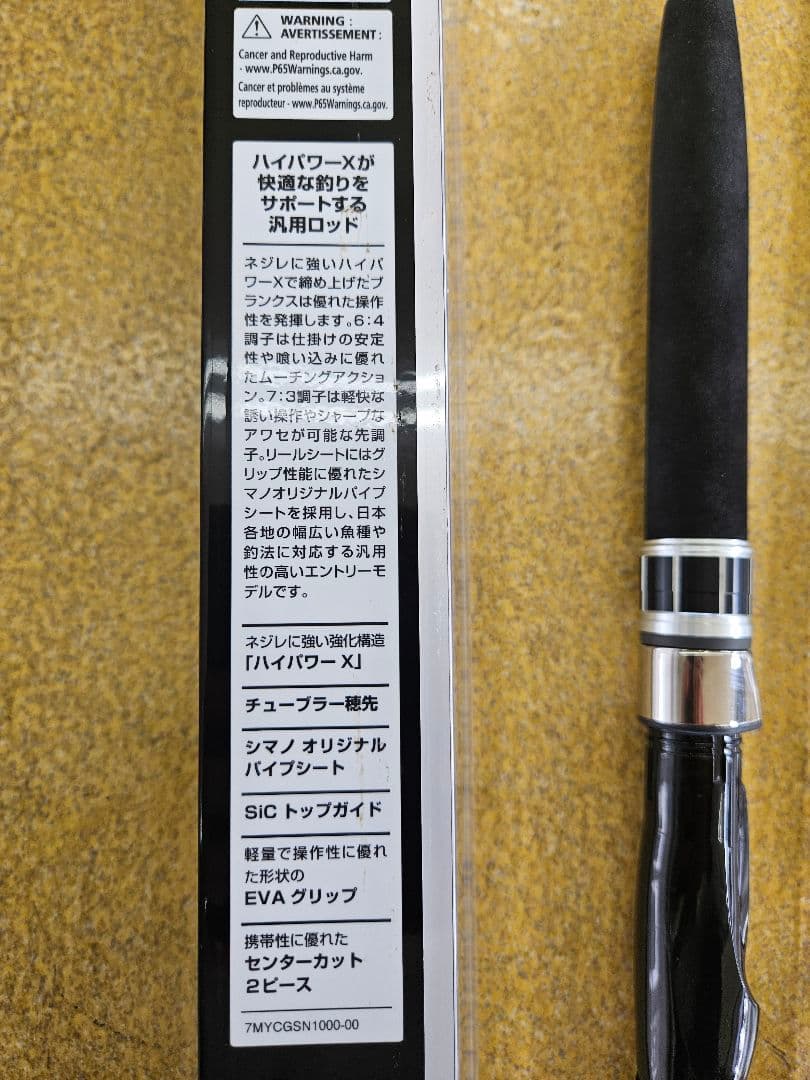 WARNING :
AVERTISSEMENT :
Cancer and Reproductive Harm
- www.P65Warnings.ca.gov.
Cancer et problèmes au système
reproducteur - www.P65Warnings.ca.gov.
ハイパワーXが
快適な釣りを
サポートする
汎用ロッド
ネジレに強いハイパ
ワーXで締め上げたブ
ランクスは優れた操作
性を発揮します。6:4
調子は仕掛けの安定
性や喰い込みに優れ
たムーチングアクショ
ン。7:3調子は軽快な
誘い操作やシャープな
アワセが可能な先調
子。リールシートにはグ
リップ性能に優れたシ
マノオリジナルパイプ
シートを採用し、日本
各地の幅広い魚種や
釣法に対応する汎用
性の高いエントリーモ
デルです。
ネジレに強い強化構造
「ハイパワー X」
チューブラー穂先
シマノ オリジナル
パイプシート
SiC トップガイド
軽量で操作性に優れ
た形状の
EVA グリップ
携帯性に優れた
センターカット
2ピース
7MYCGSN1000-00